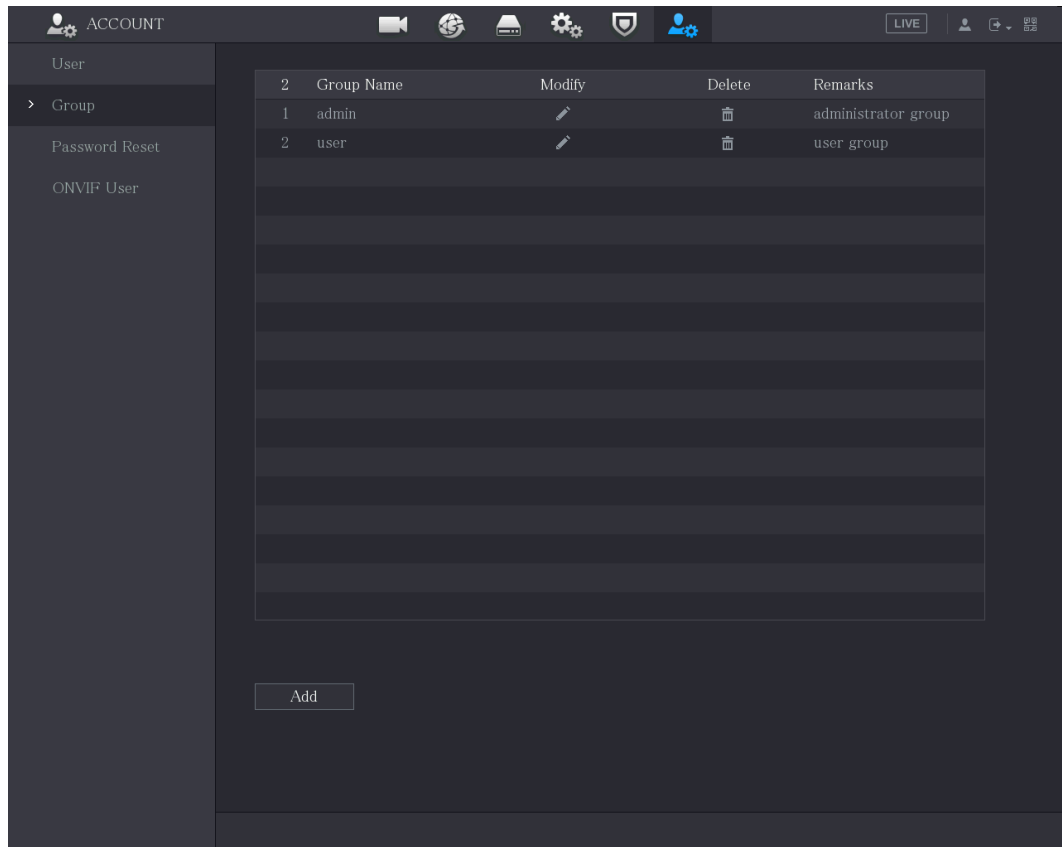 ACCOUNT
LIVE
User
Group
Password Reset
ONVIF User
2 Group Name Modify Delete Remarks
1 admin administrator group
2 user user group
Add